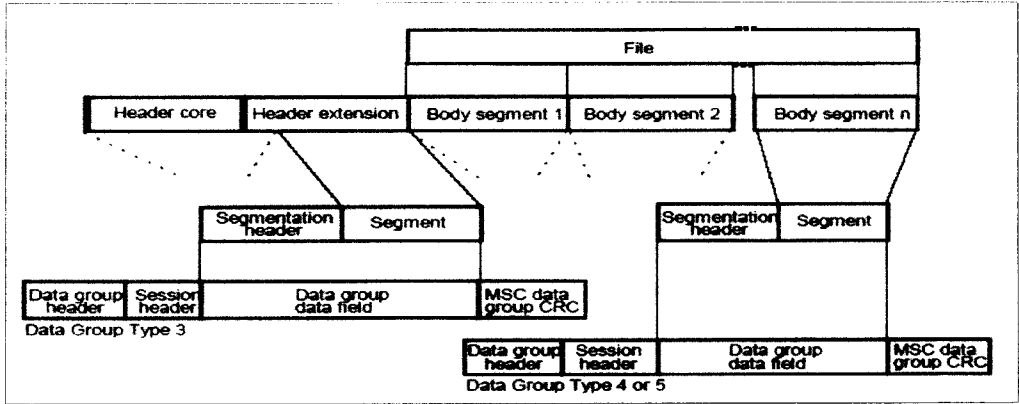 File
Header core
Header extension
Body segment 1
Body segment 2
Body segment n
Segmentation
header
Segment
Segmentation
header
Segment
Data group
header
Session
header
Data group
data field
MSC data
group CRC
Data Group Type 3
Data group
header
Session
header
Data group
data field
MSC data
group CRC
Data Group Type 4 or 5